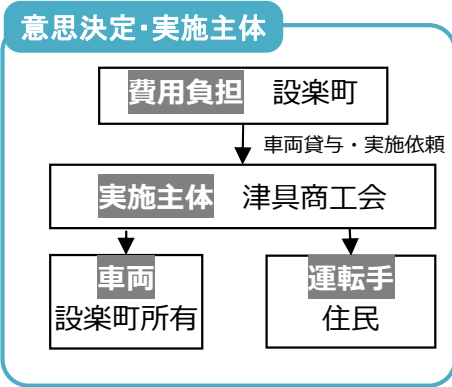 意思決定･実施主体
費用負担　設楽町
車両貸与・実施依頼
実施主体　津具商工会
車両
設楽町所有
運転手
住民